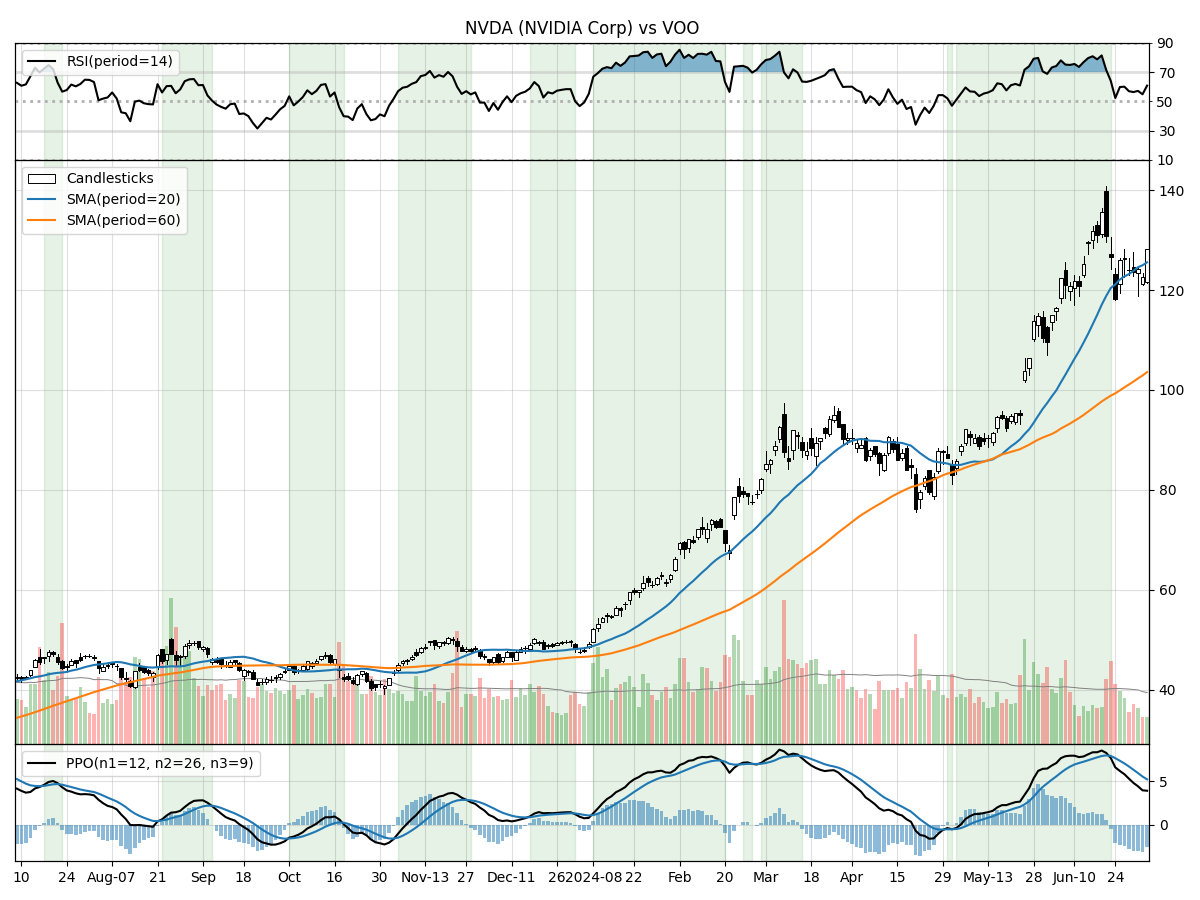 NVDA (NVIDIA Corp) vs VOO
RSI(period=14)
90
70
50
30
10
Candlesticks
SMA(period=20)
SMA(period=60)
140
120
100
80
60
40
PPO(n1=12, n2=26, n3=9)
5
0
10 24 Aug-07 21 Sep 18 Oct 16 30 Nov-13 27 Dec-11 26 2024-08 22 Feb 20 Mar 18 Apr 15 29 May-13 28 Jun-10 24